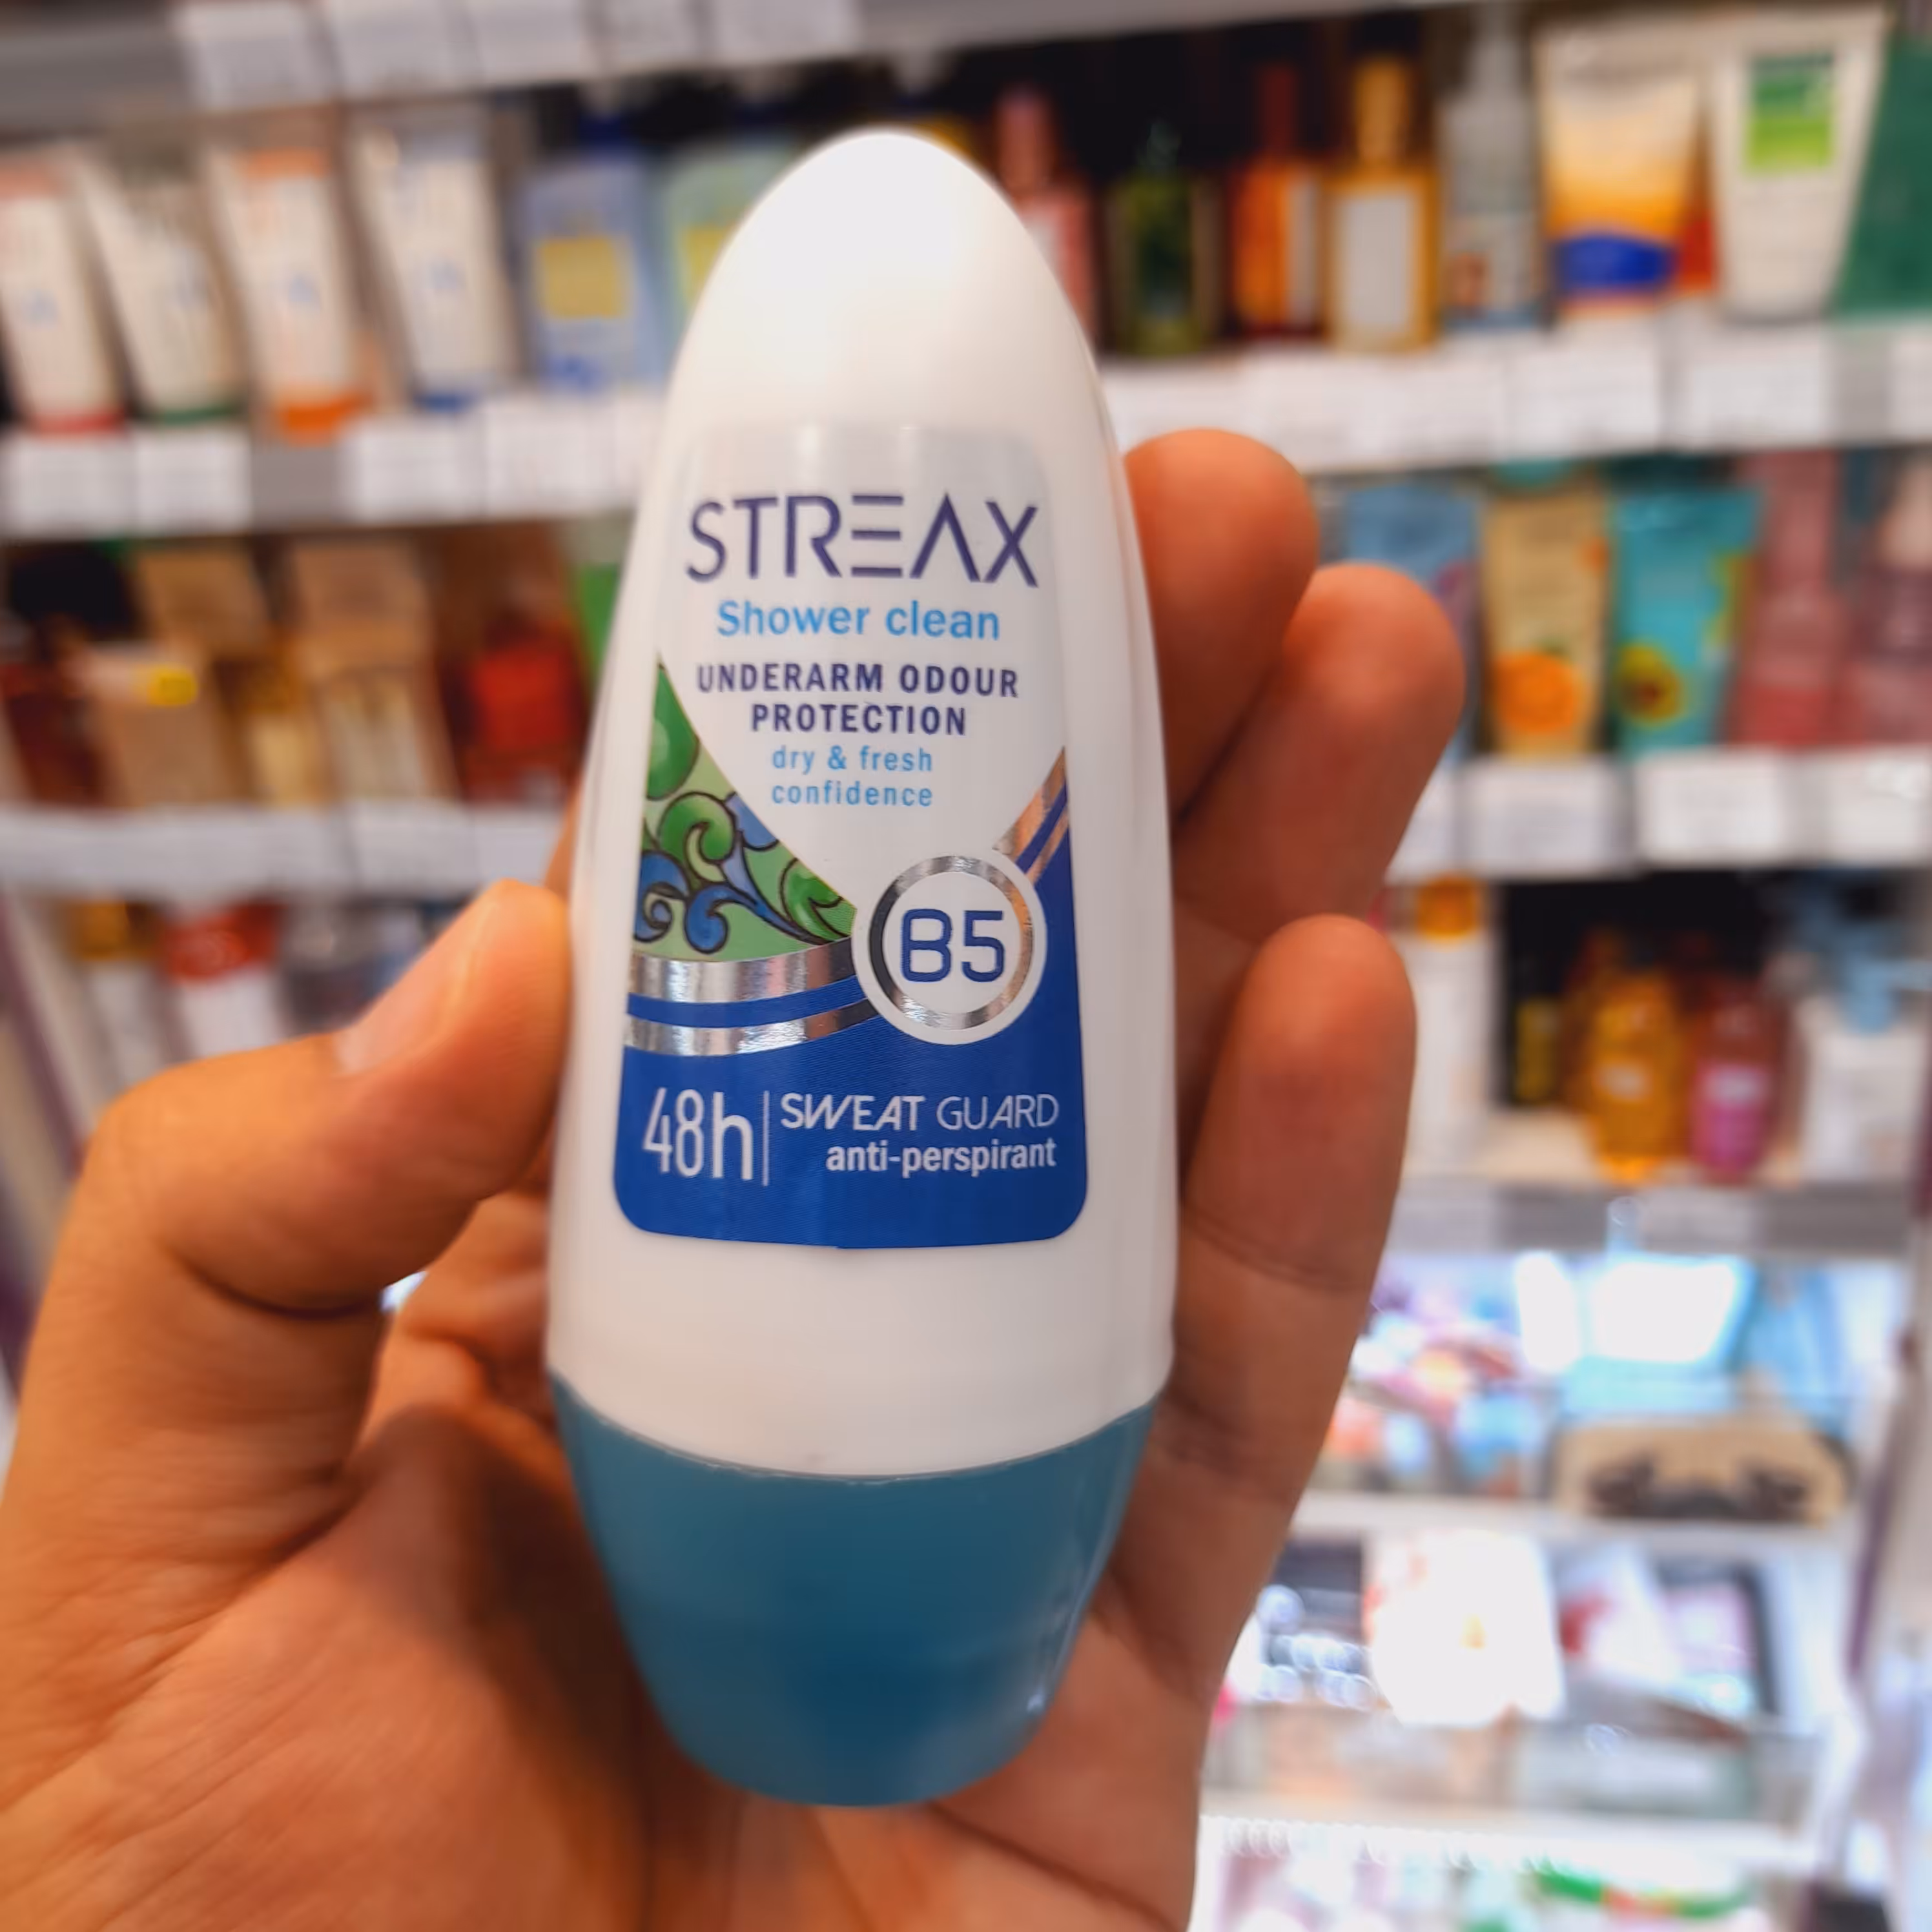 STREAX
Shower clean
UNDERARM ODOUR
PROTECTION
dry & fresh
confidence
B5
48h | SWEAT GUARD
anti-perspirant